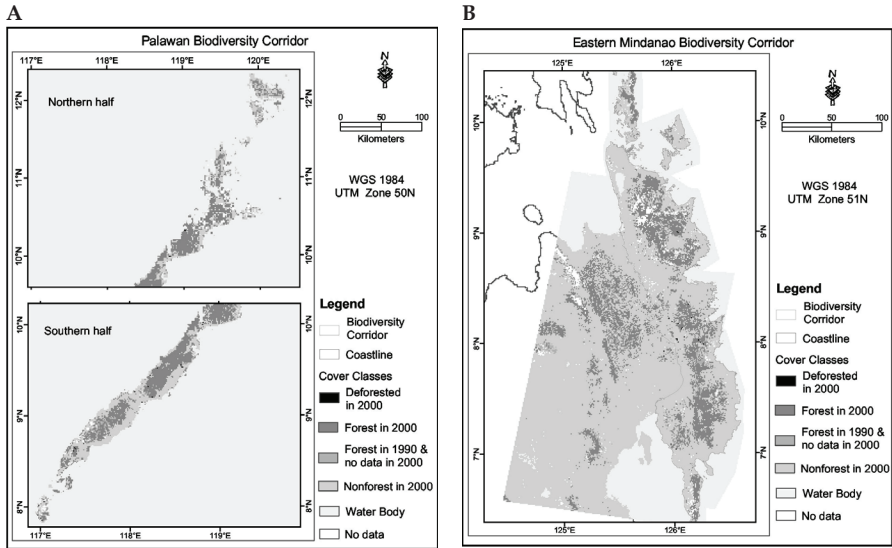 A
Palawan Biodiversity Corridor
117°E 118°E 119°E 120°E
12°N
11°N
10°N
12°N
11°N
10°N
Northern half
N
0 50 100
Kilometers
WGS 1984
UTM Zone 50N
Southern half
10°N
9°N
8°N
10°N
9°N
8°N
117°E 118°E 119°E
Legend
Biodiversity
Corridor
Coastline
Cover Classes
Deforested
in 2000
Forest in 2000
Forest in 1990 &
no data in 2000
Nonforest in 2000
Water Body
No data
B
Eastern Mindanao Biodiversity Corridor
125°E 126°E
10°N
9°N
8°N
7°N
10°N
9°N
8°N
7°N
125°E 126°E
N
0 50 100
Kilometers
WGS 1984
UTM Zone 51N
Legend
Biodiversity
Corridor
Coastline
Cover Classes
Deforested
in 2000
Forest in 2000
Forest in 1990 &
no data in 2000
Nonforest in 2000
Water Body
No data